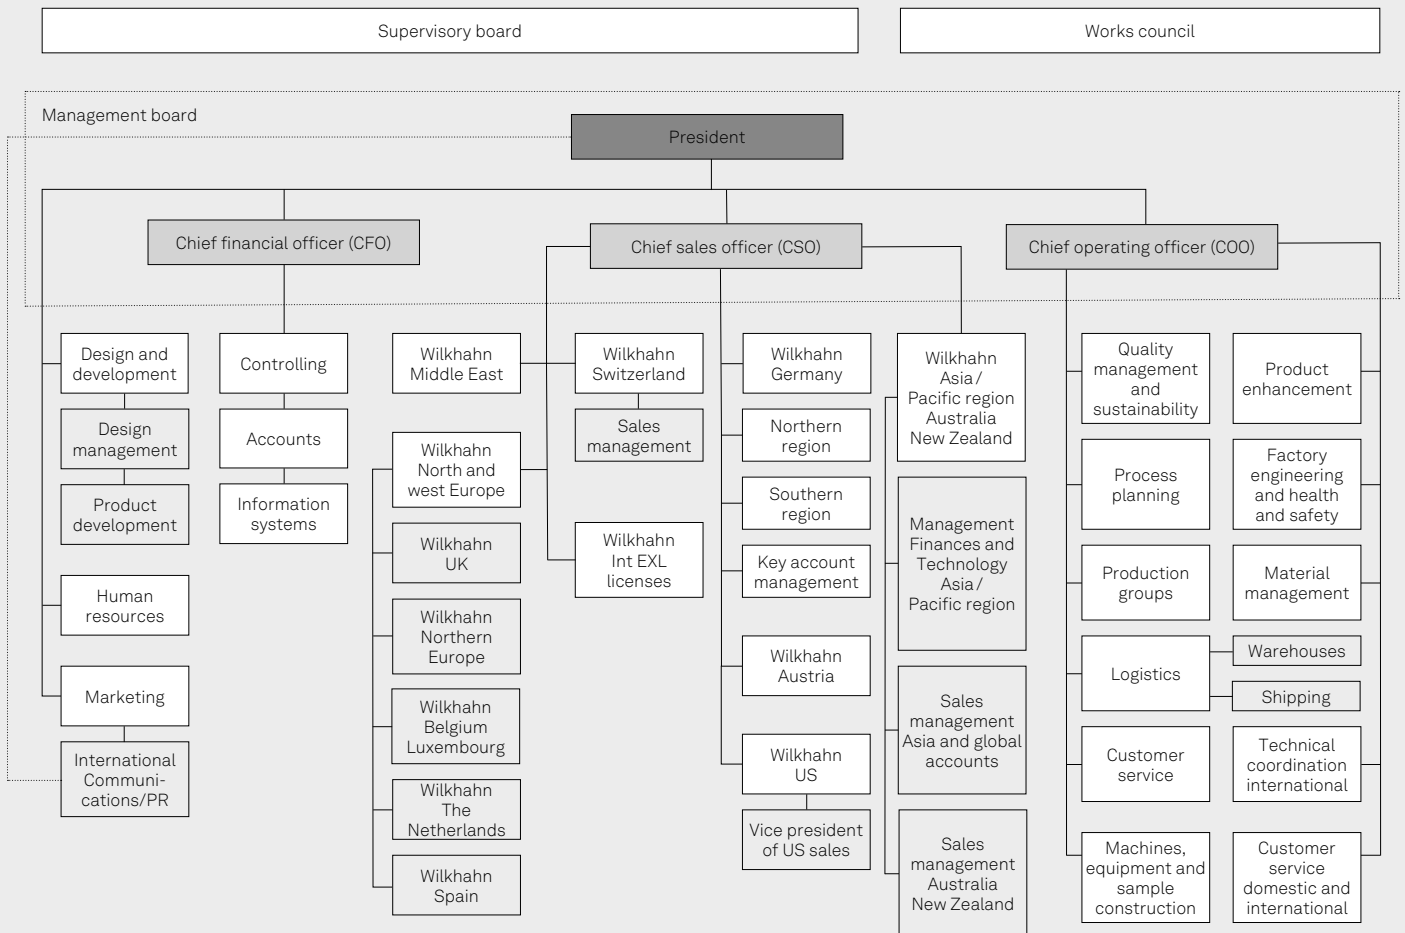 Supervisory board
Works council
Management board
President
Chief financial officer (CFO)
Chief sales officer (CSO)
Chief operating officer (COO)
Design and
development
Design
management
Product
development
Human
resources
Marketing
International
Communi-
cations/PR
Controlling
Accounts
Information
systems
Wilkhahn
Middle East
Wilkhahn
North and
west Europe
Wilkhahn
UK
Wilkhahn
Northern
Europe
Wilkhahn
Belgium
Luxembourg
Wilkhahn
The
Netherlands
Wilkhahn
Spain
Wilkhahn
Switzerland
Sales
management
Wilkhahn
Int EXL
licenses
Wilkhahn
Germany
Northern
region
Southern
region
Key account
management
Wilkhahn
Austria
Wilkhahn
US
Vice president
of US sales
Wilkhahn
Asia/
Pacific region
Australia
New Zealand
Management
Finances and
Technology
Asia/
Pacific region
Sales
management
Asia and global
accounts
Sales
management
Australia
New Zealand
Quality
management
and
sustainability
Process
planning
Production
groups
Logistics
Customer
service
Machines,
equipment and
sample
construction
Product
enhancement
Factory
engineering
and health
and safety
Material
management
Warehouses
Shipping
Technical
coordination
international
Customer
service
domestic and
international